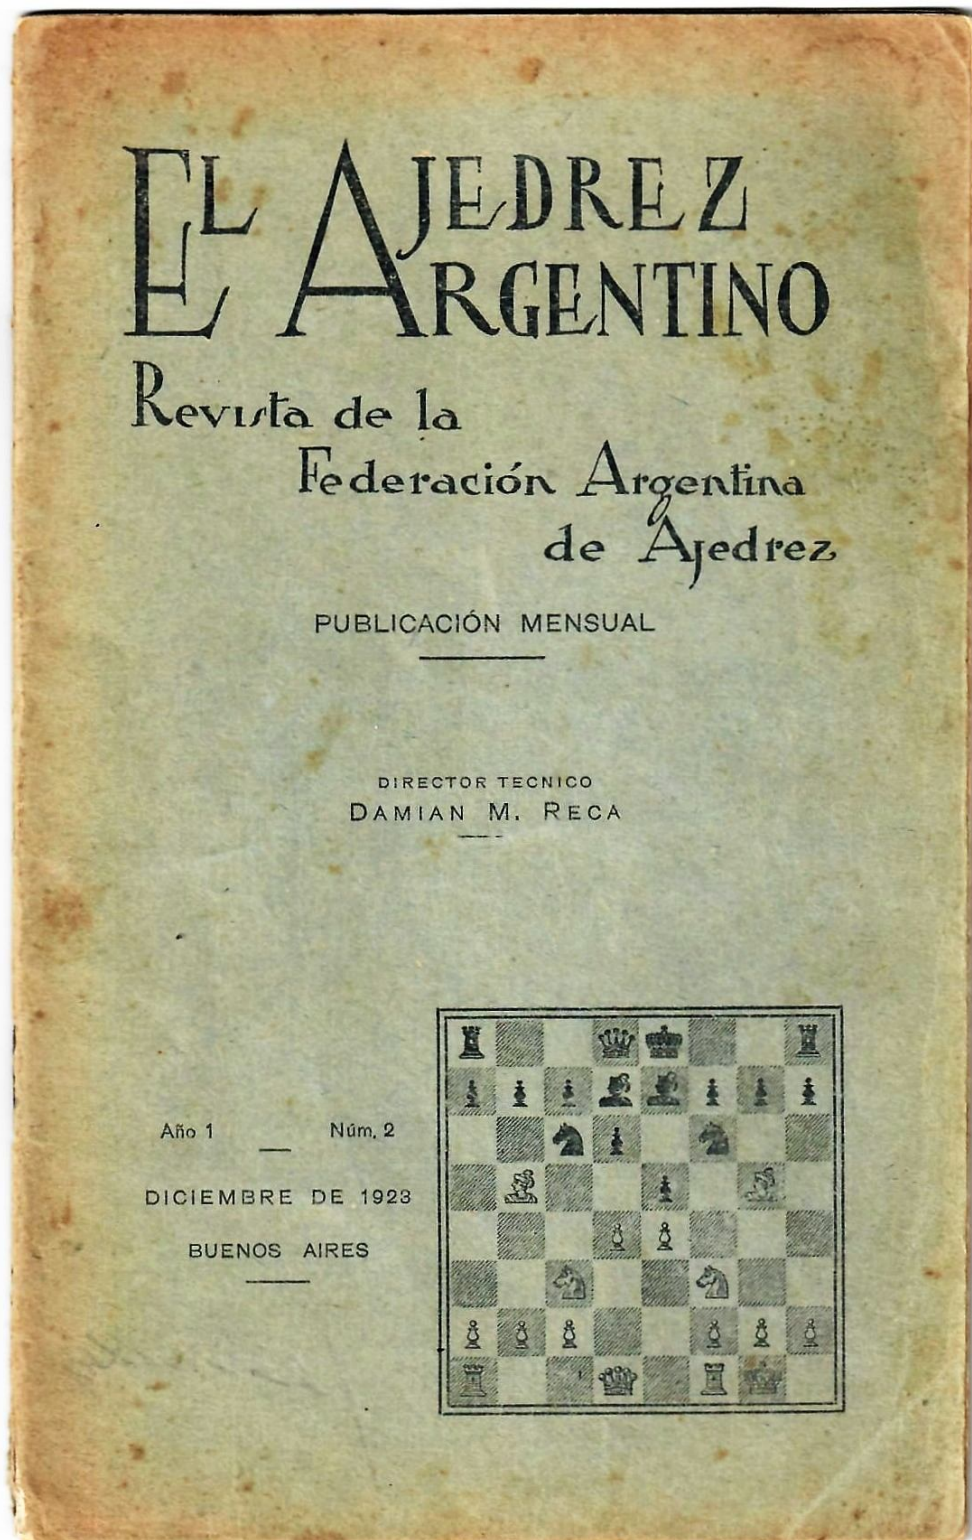 EL AJEDREZ
ARGENTINO
Revista de la
Federación Argentina
de Ajedrez
PUBLICACIÓN MENSUAL
DIRECTOR TECNICO
DAMIAN M. RECA
Año 1 — Núm. 2
DICIEMBRE DE 1923
BUENOS AIRES